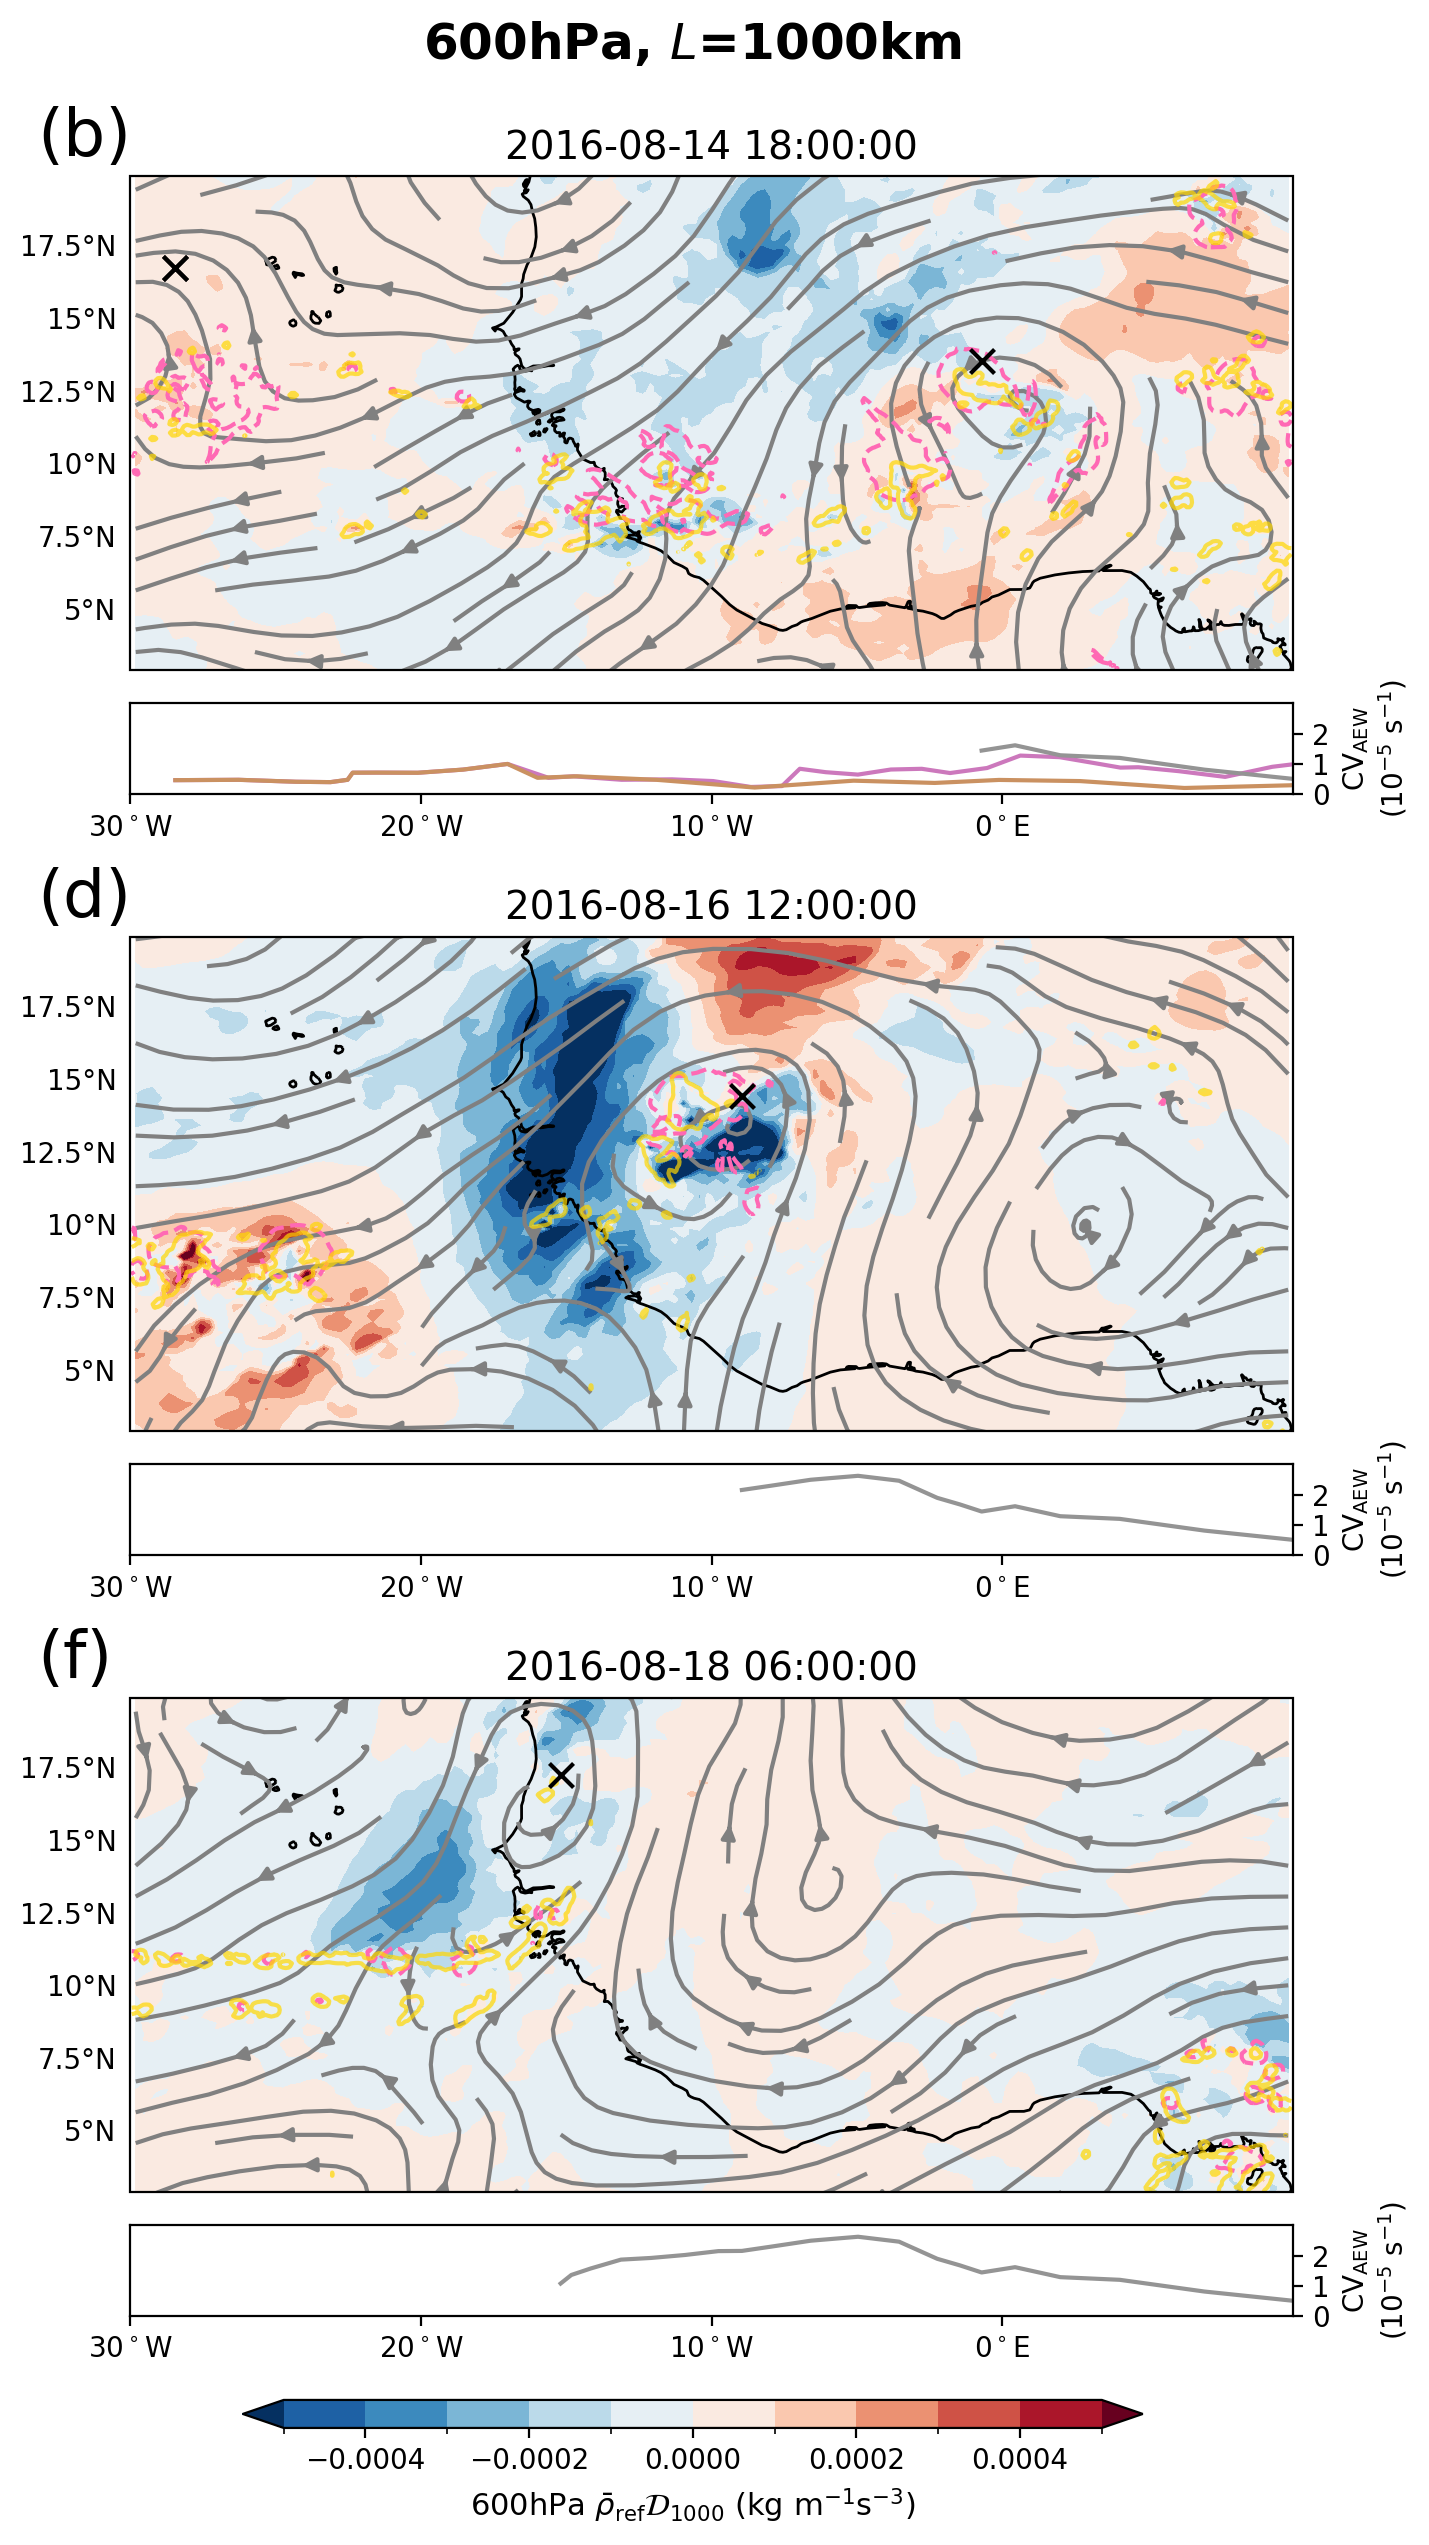 600hPa, L=1000km
(b)
2016-08-14 18:00:00
17.5°N
15°N
12.5°N
10°N
7.5°N
5°N
2
1
0
CV_AEW
(10⁻⁵ s⁻¹)
30°W 20°W 10°W 0°E
(d)
2016-08-16 12:00:00
17.5°N
15°N
12.5°N
10°N
7.5°N
5°N
2
1
0
CV_AEW
(10⁻⁵ s⁻¹)
30°W 20°W 10°W 0°E
(f)
2016-08-18 06:00:00
17.5°N
15°N
12.5°N
10°N
7.5°N
5°N
2
1
0
CV_AEW
(10⁻⁵ s⁻¹)
30°W 20°W 10°W 0°E
−0.0004 −0.0002 0.0000 0.0002 0.0004
600hPa ρ̄_ref 𝒟₁₀₀₀ (kg m⁻¹s⁻³)